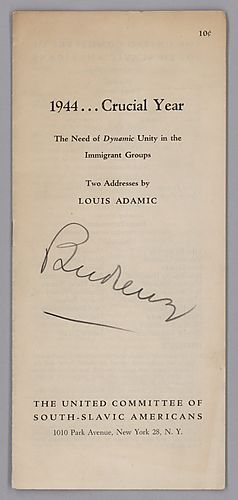 10¢
1944 . . . Crucial Year
The Need of Dynamic Unity in the
Immigrant Groups
Two Addresses by
LOUIS ADAMIC
Budenz
THE UNITED COMMITTEE OF
SOUTH-SLAVIC AMERICANS
1010 Park Avenue, New York 28, N. Y.